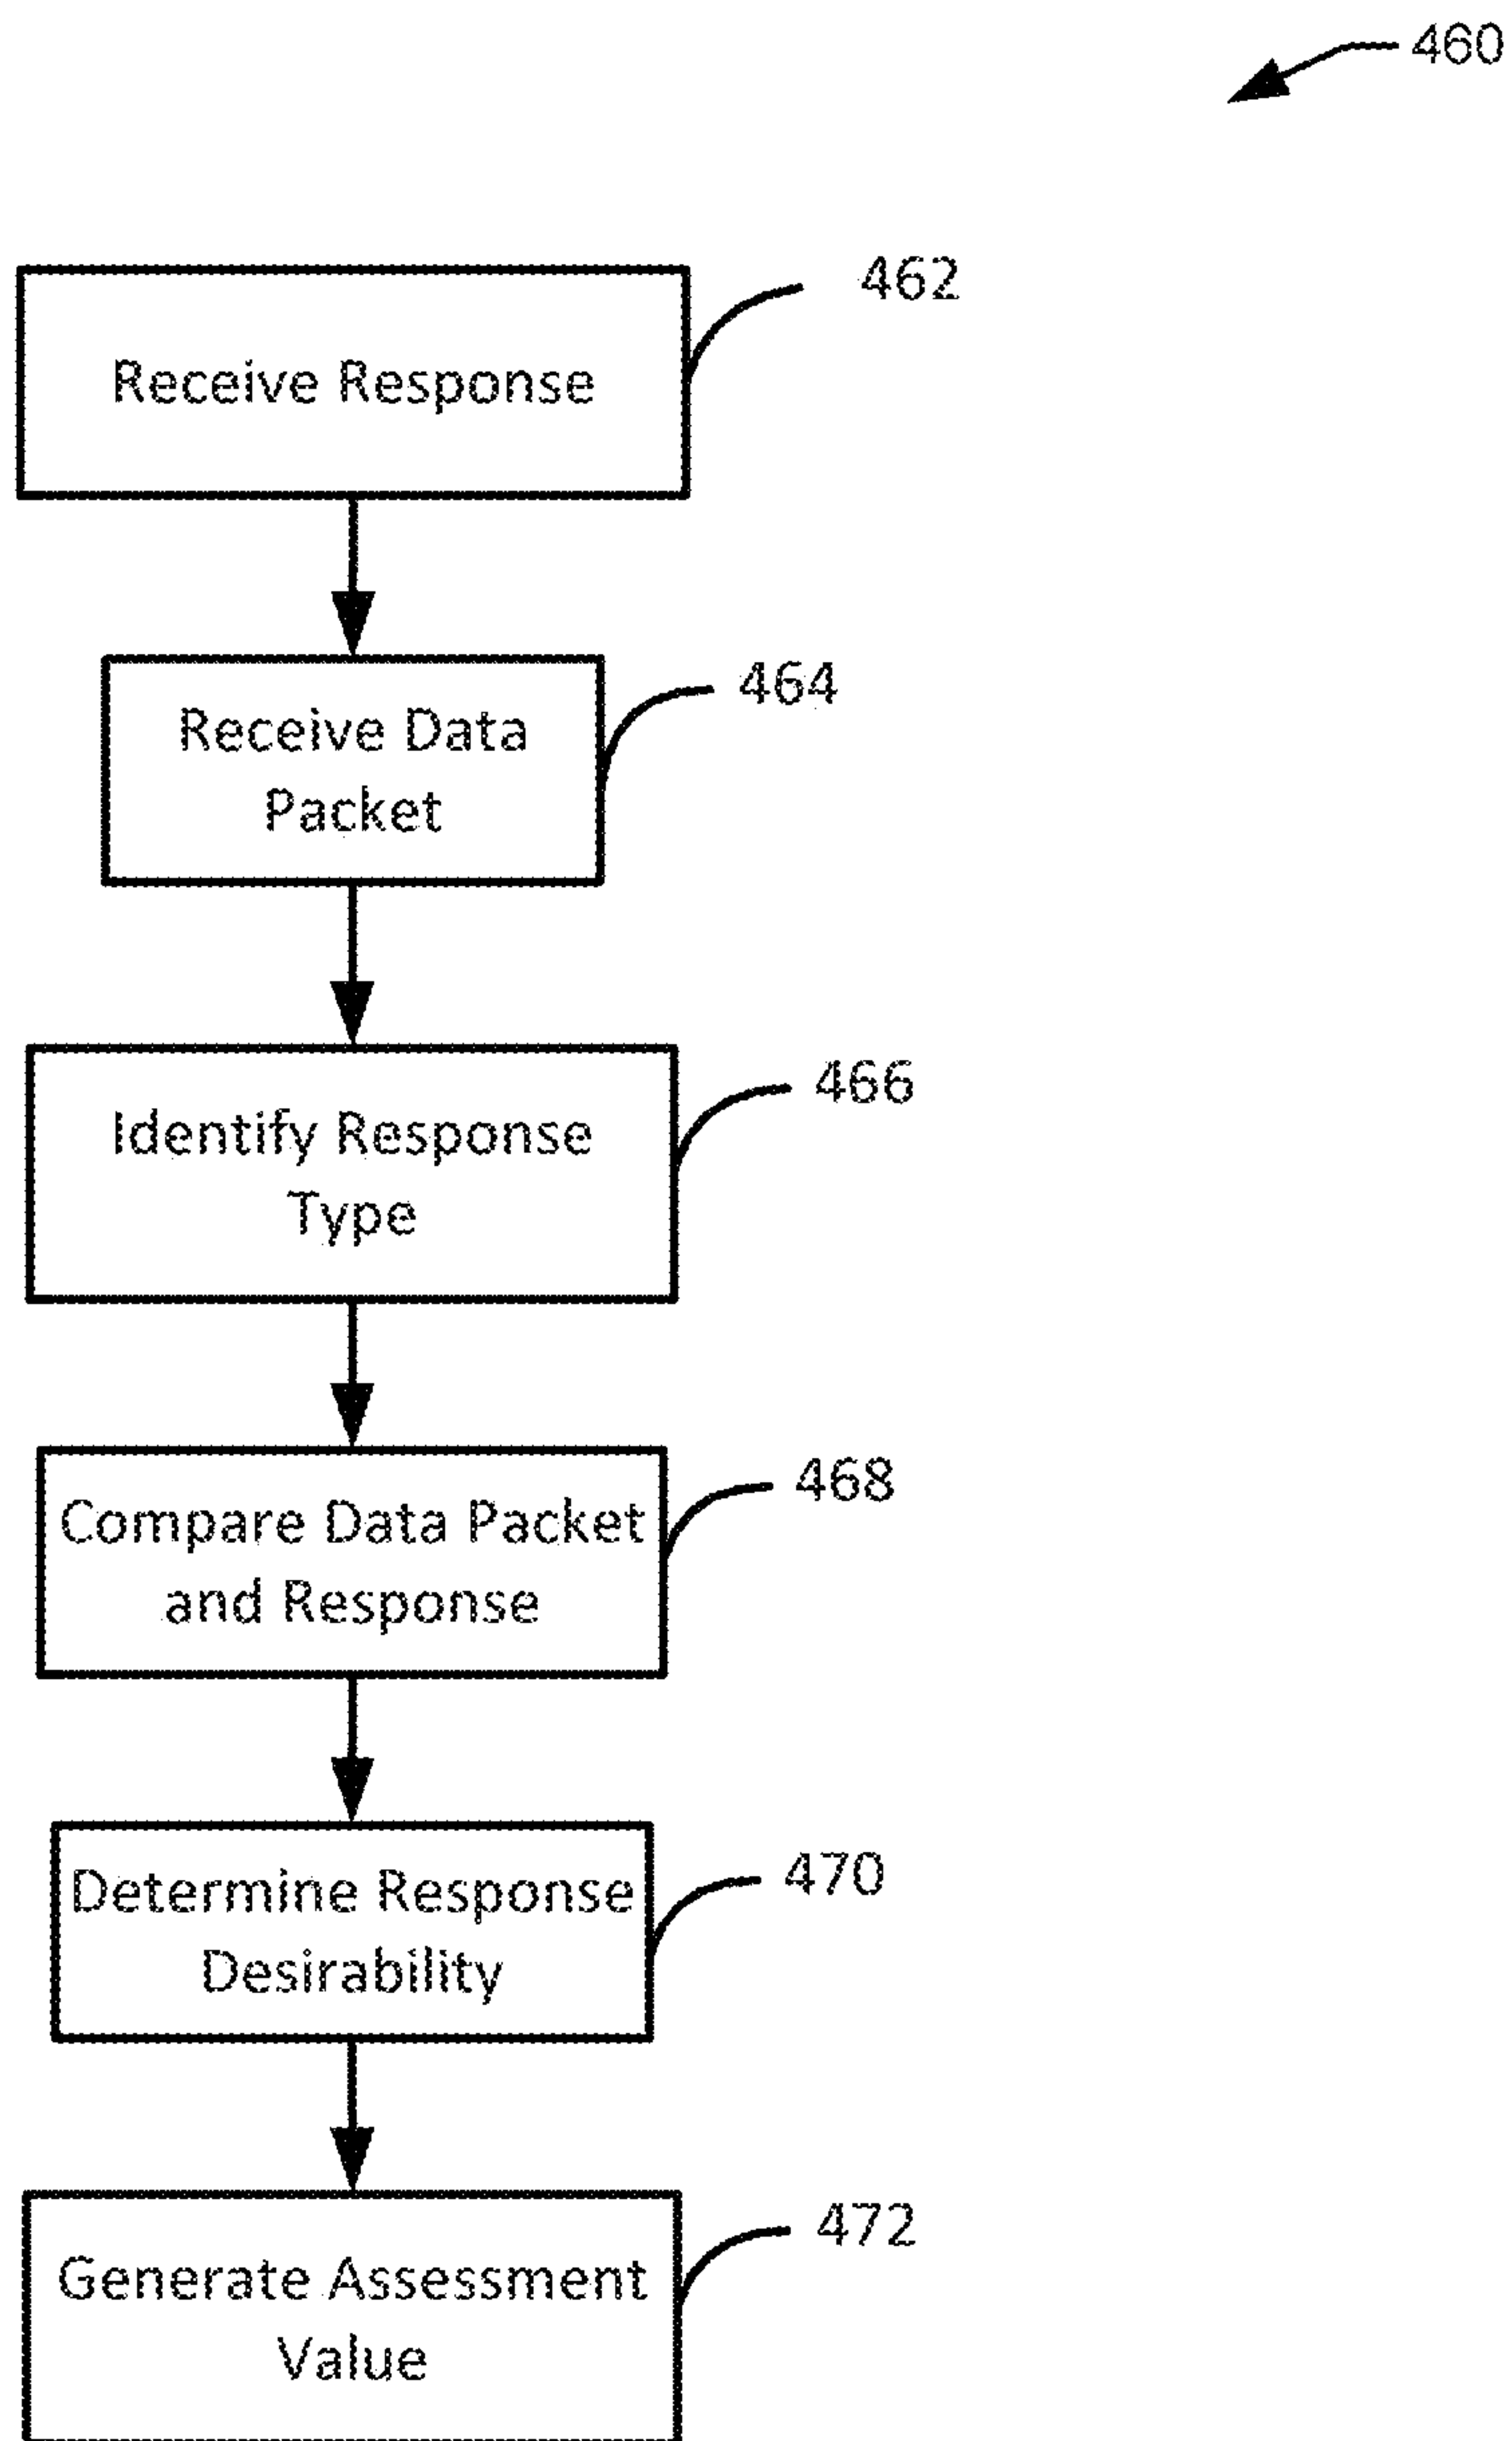 460
462
Receive Response
464
Receive Data
Packet
466
Identify Response
Type
468
Compare Data Packet
and Response
470
Determine Response
Desirability
472
Generate Assessment
Value